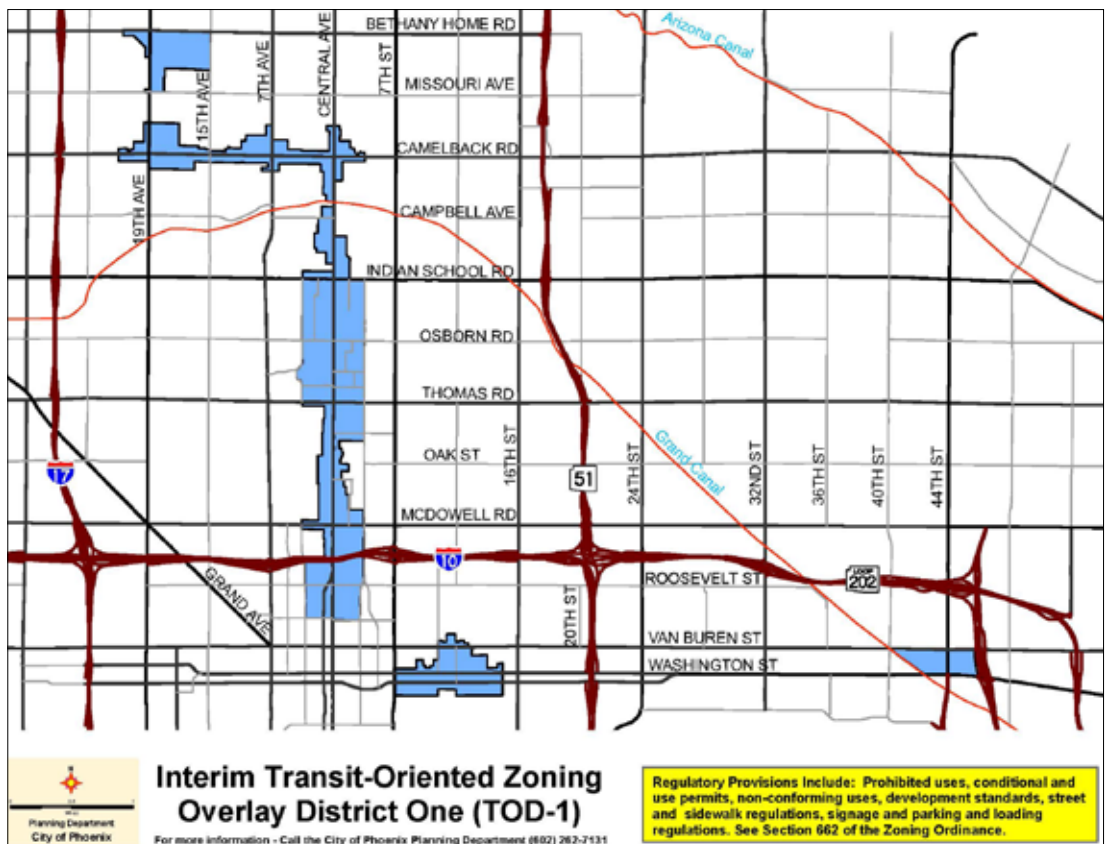 BETHANY HOME RD
Arizona Canal
MISSOURI AVE
15TH AVE
7TH AVE
CENTRAL AVE
7TH ST
CAMELBACK RD
19TH AVE
CAMPBELL AVE
INDIAN SCHOOL RD
OSBORN RD
THOMAS RD
OAK ST
16TH ST
Grand Canal
17
51
24TH ST
32ND ST
36TH ST
40TH ST
44TH ST
MCDOWELL RD
10
GRAND AVE
ROOSEVELT ST
LOOP
202
20TH ST
VAN BUREN ST
WASHINGTON ST
N
Planning Department
City of Phoenix
Interim Transit-Oriented Zoning
Overlay District One (TOD-1)
For more information - Call the City of Phoenix Planning Department (602) 262-7131
Regulatory Provisions Include: Prohibited uses, conditional and
use permits, non-conforming uses, development standards, street
and sidewalk regulations, signage and parking and loading
regulations. See Section 662 of the Zoning Ordinance.